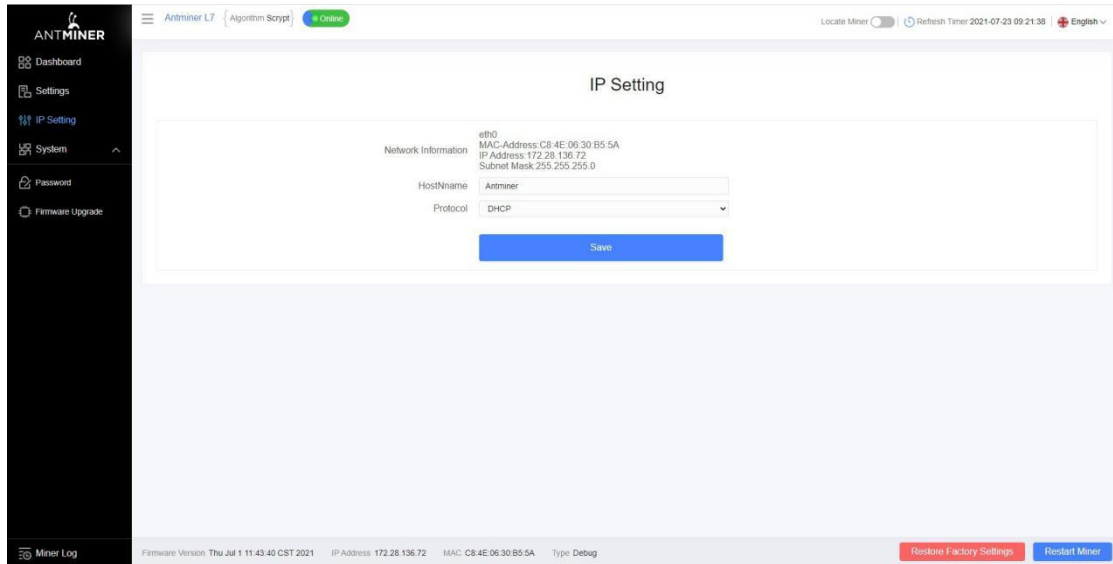 ANTMINER
Antminer L7 { Algorithm Scrypt } Online
Locate Miner Refresh Timer 2021-07-23 09:21:38 English
Dashboard
Settings
IP Setting
System
Password
Firmware Upgrade
Miner Log
IP Setting
Network Information
eth0
MAC-Address:C8:4E:06:30:B5:5A
IP Address:172.28.136.72
Subnet Mask:255.255.255.0
HostNname Antminer
Protocol DHCP
Save
Firmware Version Thu Jul 1 11:43:40 CST 2021 IP Address 172.28.136.72 MAC C8:4E:06:30:B5:5A Type Debug
Restore Factory Settings Restart Miner